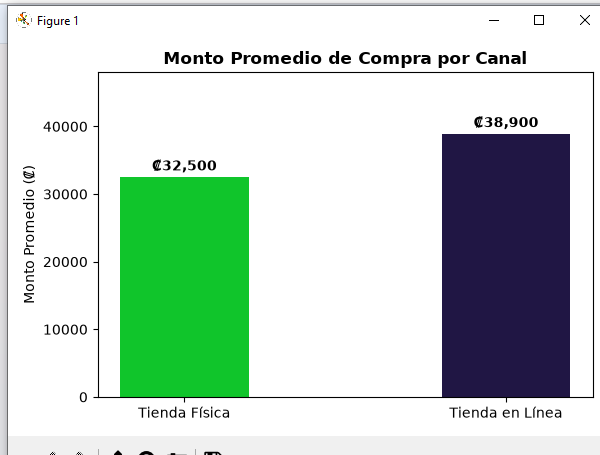 Figure 1
Monto Promedio de Compra por Canal
₡32,500
₡38,900
Monto Promedio (₡)
40000
30000
20000
10000
0
Tienda Física
Tienda en Línea